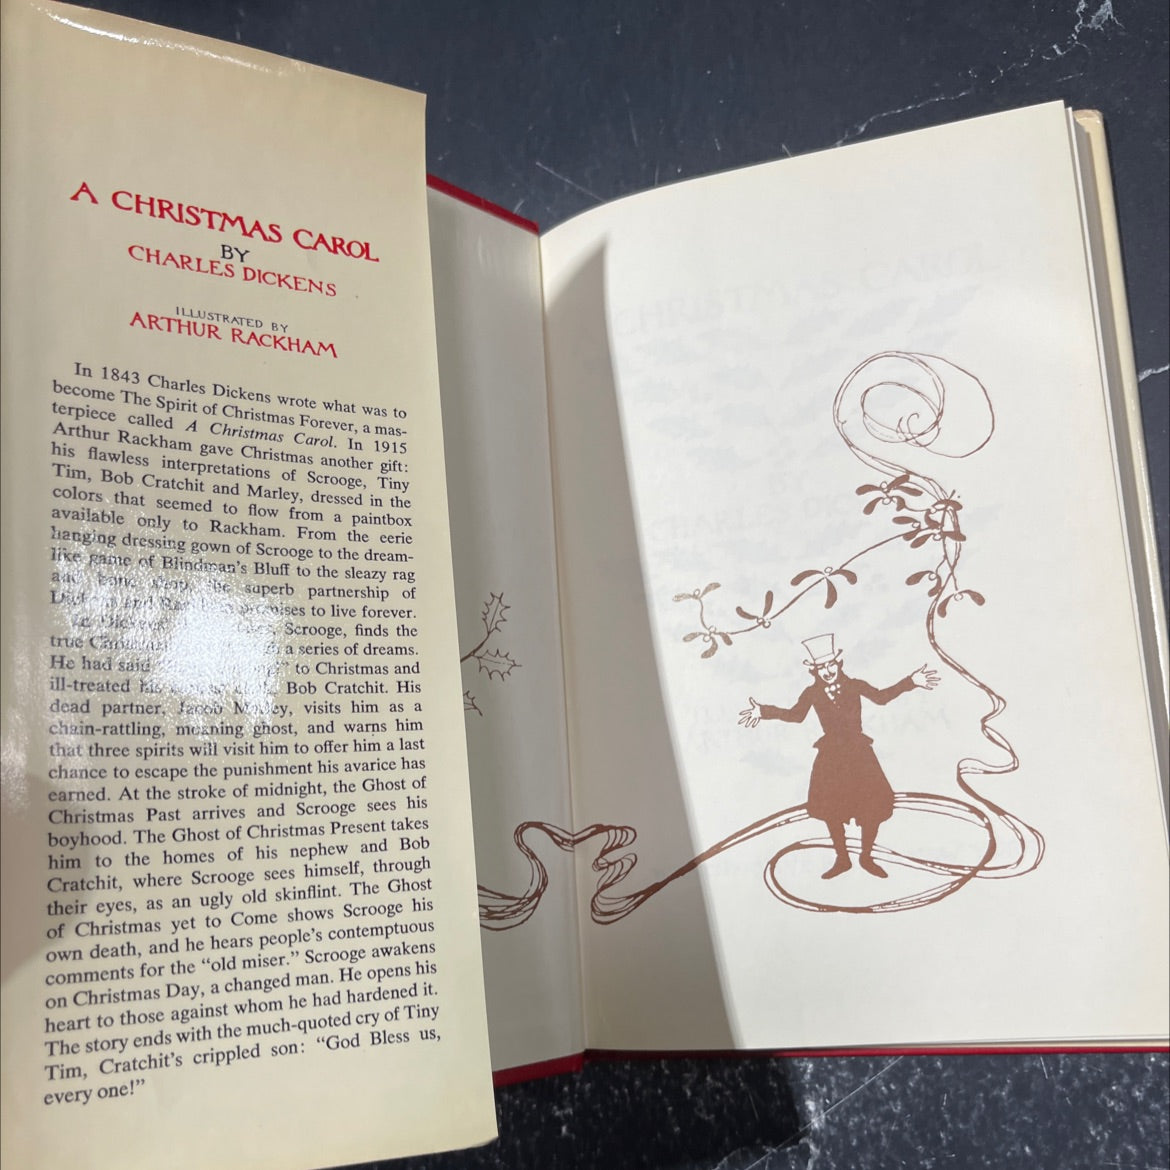 A CHRISTMAS CAROL
BY
CHARLES DICKENS
ILLUSTRATED BY
ARTHUR RACKHAM
In 1843 Charles Dickens wrote what was to
become The Spirit of Christmas Forever, a mas-
terpiece called A Christmas Carol. In 1915
Arthur Rackham gave Christmas another gift:
his flawless interpretations of Scrooge, Tiny
Tim, Bob Cratchit and Marley, dressed in the
colors that seemed to flow from a paintbox
available only to Rackham. From the eerie
hanging dressing gown of Scrooge to the dream-
like game of Blindman's Bluff to the sleazy rag
and bone shop, the superb partnership of
Dickens and Rackham promises to live forever.
Scrooge, finds the
true a series of dreams.
He had said to Christmas and
ill-treated his Bob Cratchit. His
dead partner, Jacob Marley, visits him as a
chain-rattling, moaning ghost, and warns him
that three spirits will visit him to offer him a last
chance to escape the punishment his avarice has
earned. At the stroke of midnight, the Ghost of
Christmas Past arrives and Scrooge sees his
boyhood. The Ghost of Christmas Present takes
him to the homes of his nephew and Bob
Cratchit, where Scrooge sees himself, through
their eyes, as an ugly old skinflint. The Ghost
of Christmas yet to Come shows Scrooge his
own death, and he hears people's contemptuous
comments for the "old miser." Scrooge awakens
on Christmas Day, a changed man. He opens his
heart to those against whom he had hardened it.
The story ends with the much-quoted cry of Tiny
Tim, Cratchit's crippled son: "God Bless us,
every one!"